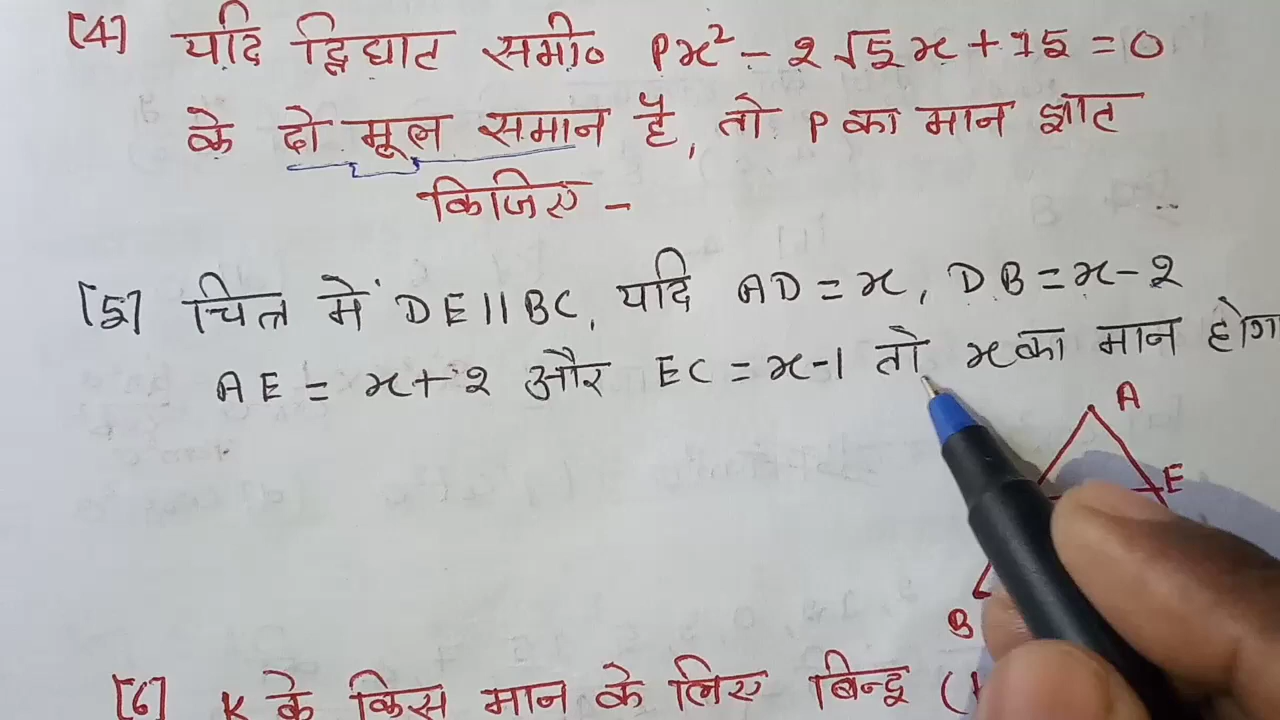 [4] यदि द्विघात समी० Px² - 2√5x + 15 = 0
के दो मूल समान है, तो P का मान ज्ञात
किजिए -
[5] चित्र में DE||BC, यदि AD = x, DB = x-2
AE = x+2 और EC = x-1 तो x का मान होगा
A
E
B
[6] K के किस मान के लिए बिन्दू (